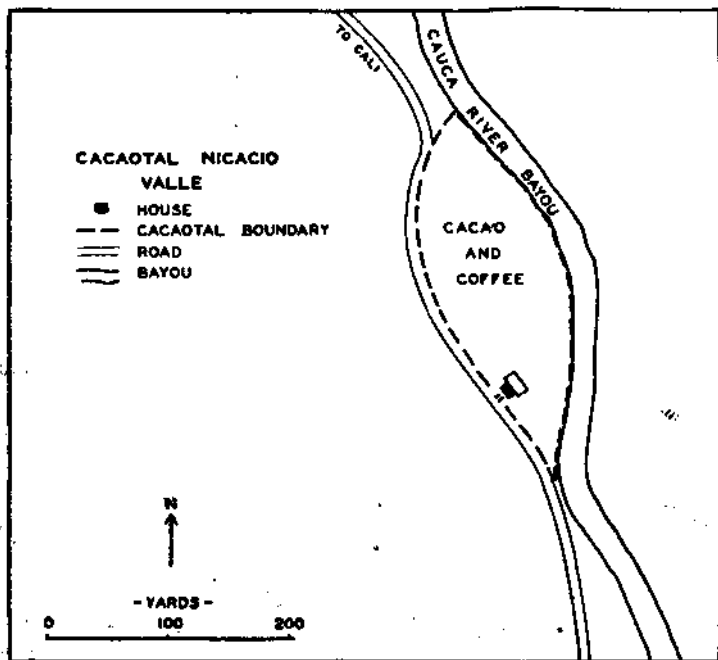 TO CALI
CAUCA RIVER BAYOU
CACAOTAL NICACIO
VALLE
HOUSE
CACAOTAL BOUNDARY
ROAD
BAYOU
CACAO
AND
COFFEE
N
- YARDS -
0 100 200